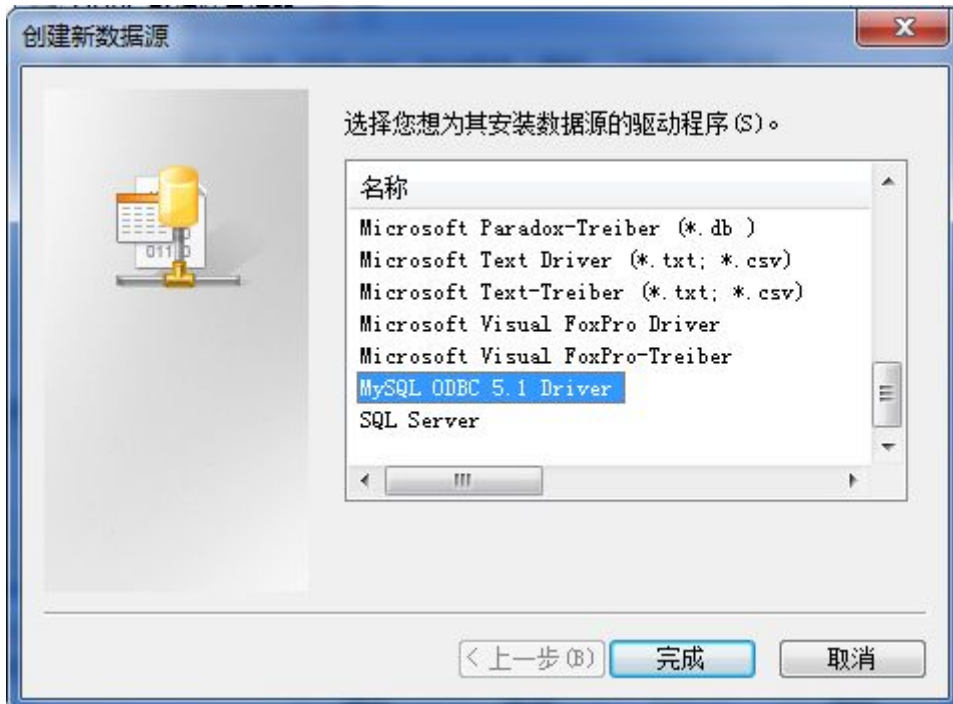 创建新数据源
选择您想为其安装数据源的驱动程序(S)。
名称
Microsoft Paradox-Treiber (*.db )
Microsoft Text Driver (*.txt; *.csv)
Microsoft Text-Treiber (*.txt; *.csv)
Microsoft Visual FoxPro Driver
Microsoft Visual FoxPro-Treiber
MySQL ODBC 5.1 Driver
SQL Server
< 上一步(B) 完成 取消